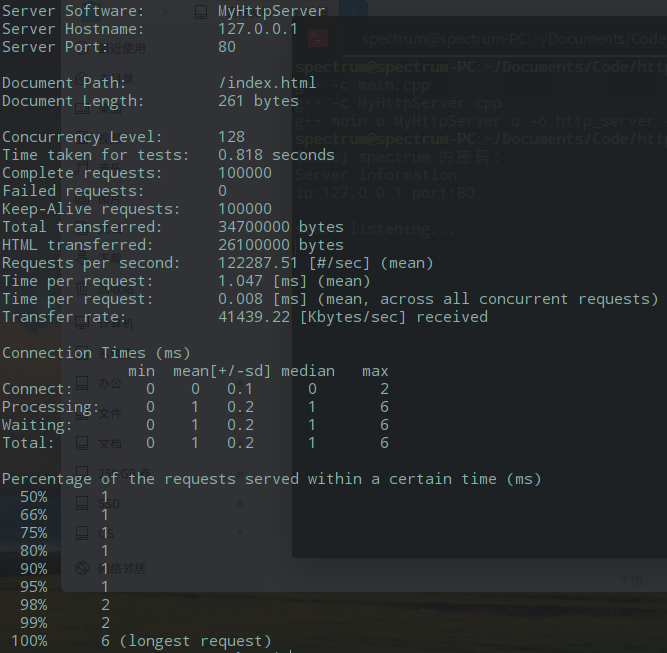 Server Software:        MyHttpServer
Server Hostname:        127.0.0.1
Server Port:            80
Document Path:          /index.html
Document Length:        261 bytes
Concurrency Level:      128
Time taken for tests:   0.818 seconds
Complete requests:      100000
Failed requests:        0
Keep-Alive requests:    100000
Total transferred:      34700000 bytes
HTML transferred:       26100000 bytes
Requests per second:    122287.51 [#/sec] (mean)
Time per request:       1.047 [ms] (mean)
Time per request:       0.008 [ms] (mean, across all concurrent requests)
Transfer rate:          41439.22 [Kbytes/sec] received
Connection Times (ms)
              min  mean[+/-sd] median   max
Connect:        0    0   0.1      0       2
Processing:     0    1   0.2      1       6
Waiting:        0    1   0.2      1       6
Total:          0    1   0.2      1       6
Percentage of the requests served within a certain time (ms)
  50%      1
  66%      1
  75%      1
  80%      1
  90%      1
  95%      1
  98%      2
  99%      2
 100%      6 (longest request)
spectrum@spectrum-PC:~/Documents/Code
spectrum@spectrum-PC:~/Documents/Code/htt
-c main.cpp
g++ -c MyHttpServer.cpp
g++ main.o MyHttpServer.o -o http_server
spectrum@spectrum-PC:~/Documents/Code/htt
spectrum 的密码:
Server Information:
ip:127.0.0.1 port:80
listening...
最近使用
计算机
办公
文件
文档
网络邻居
7 项